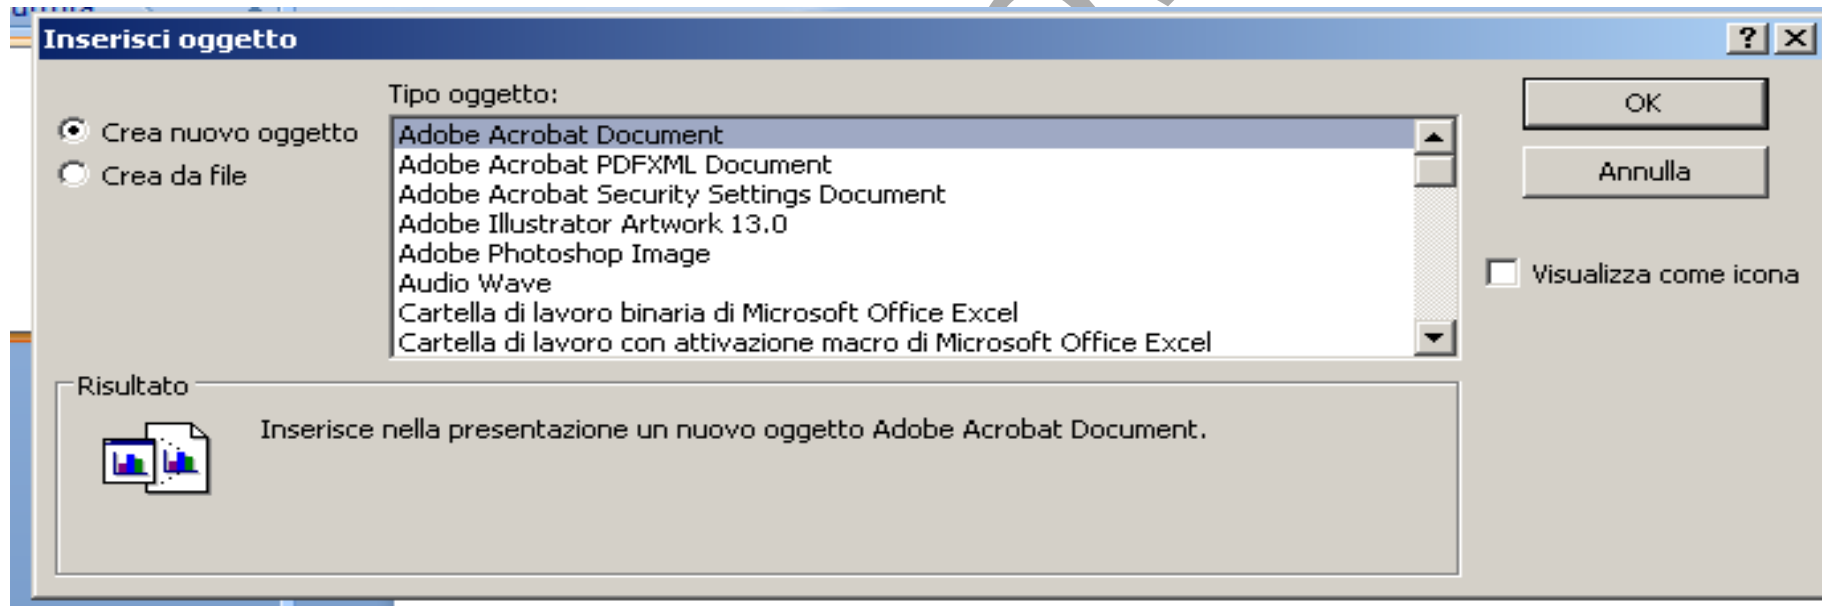 Inserisci oggetto
Tipo oggetto:
Crea nuovo oggetto
Crea da file
Adobe Acrobat Document
Adobe Acrobat PDFXML Document
Adobe Acrobat Security Settings Document
Adobe Illustrator Artwork 13.0
Adobe Photoshop Image
Audio Wave
Cartella di lavoro binaria di Microsoft Office Excel
Cartella di lavoro con attivazione macro di Microsoft Office Excel
OK
Annulla
Visualizza come icona
Risultato
Inserisce nella presentazione un nuovo oggetto Adobe Acrobat Document.